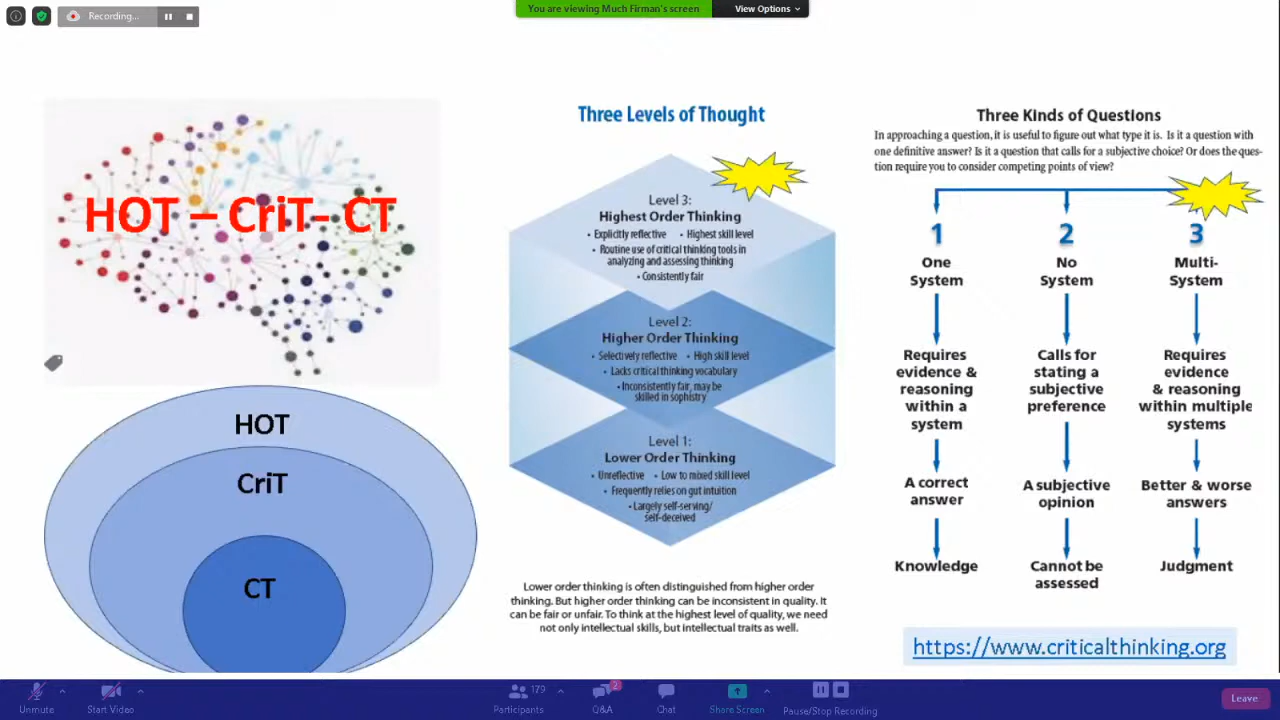 Recording...
You are viewing Much Firman's screen
View Options
HOT – CriT- CT
HOT
CriT
CT
Three Levels of Thought
Level 3:
Highest Order Thinking
• Explicitly reflective • Highest skill level
• Routine use of critical thinking tools in
analyzing and assessing thinking
• Consistently fair
Level 2:
Higher Order Thinking
• Selectively reflective • High skill level
• Lacks critical thinking vocabulary
• Inconsistently fair, may be
skilled in sophistry
Level 1:
Lower Order Thinking
• Unreflective • Low to mixed skill level
• Frequently relies on gut intuition
• Largely self-serving/
self-deceived
Lower order thinking is often distinguished from higher order
thinking. But higher order thinking can be inconsistent in quality. It
can be fair or unfair. To think at the highest level of quality, we need
not only intellectual skills, but intellectual traits as well.
Three Kinds of Questions
In approaching a question, it is useful to figure out what type it is. Is it a question with
one definitive answer? Is it a question that calls for a subjective choice? Or does the ques-
tion require you to consider competing points of view?
1
One
System
Requires
evidence &
reasoning
within a
system
A correct
answer
Knowledge
2
No
System
Calls for
stating a
subjective
preference
A subjective
opinion
Cannot be
assessed
3
Multi-
System
Requires
evidence
& reasoning
within multiple
systems
Better & worse
answers
Judgment
https://www.criticalthinking.org
Unmute
Start Video
179
Participants
2
Q&A
Chat
Share Screen
Pause/Stop Recording
Leave